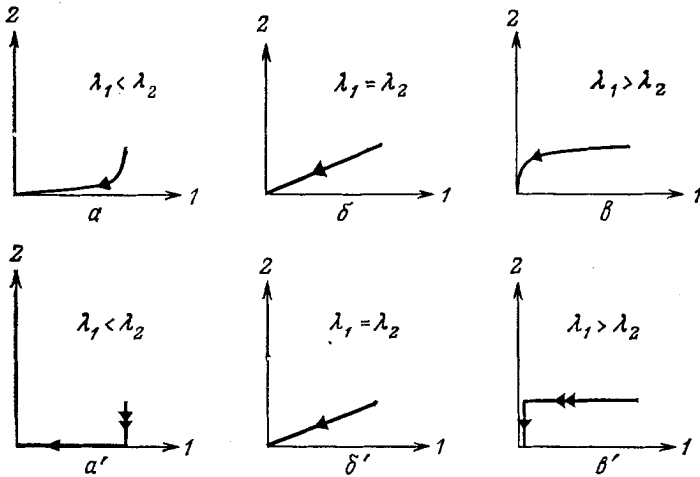 2 2 2
λ₁ < λ₂ λ₁ = λ₂ λ₁ > λ₂
1 1 1
а б в
2 2 2
λ₁ < λ₂ λ₁ = λ₂ λ₁ > λ₂
1 1 1
а′ б′ в′